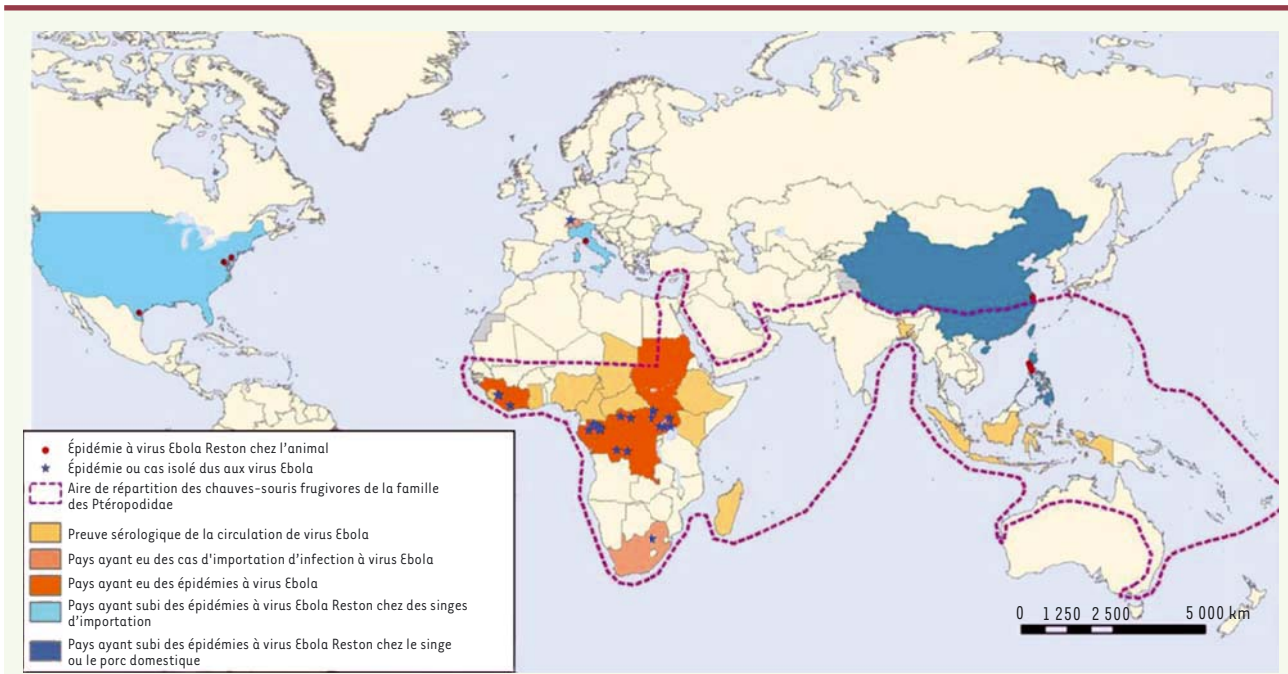 Épidémie à virus Ebola Reston chez l'animal
Épidémie ou cas isolé dus aux virus Ebola
Aire de répartition des chauves-souris frugivores de la famille
des Ptéropodidae
Preuve sérologique de la circulation de virus Ebola
Pays ayant eu des cas d'importation d'infection à virus Ebola
Pays ayant eu des épidémies à virus Ebola
Pays ayant subi des épidémies à virus Ebola Reston chez des singes
d'importation
Pays ayant subi des épidémies à virus Ebola Reston chez le singe
ou le porc domestique
0 1 250 2 500 5 000 km